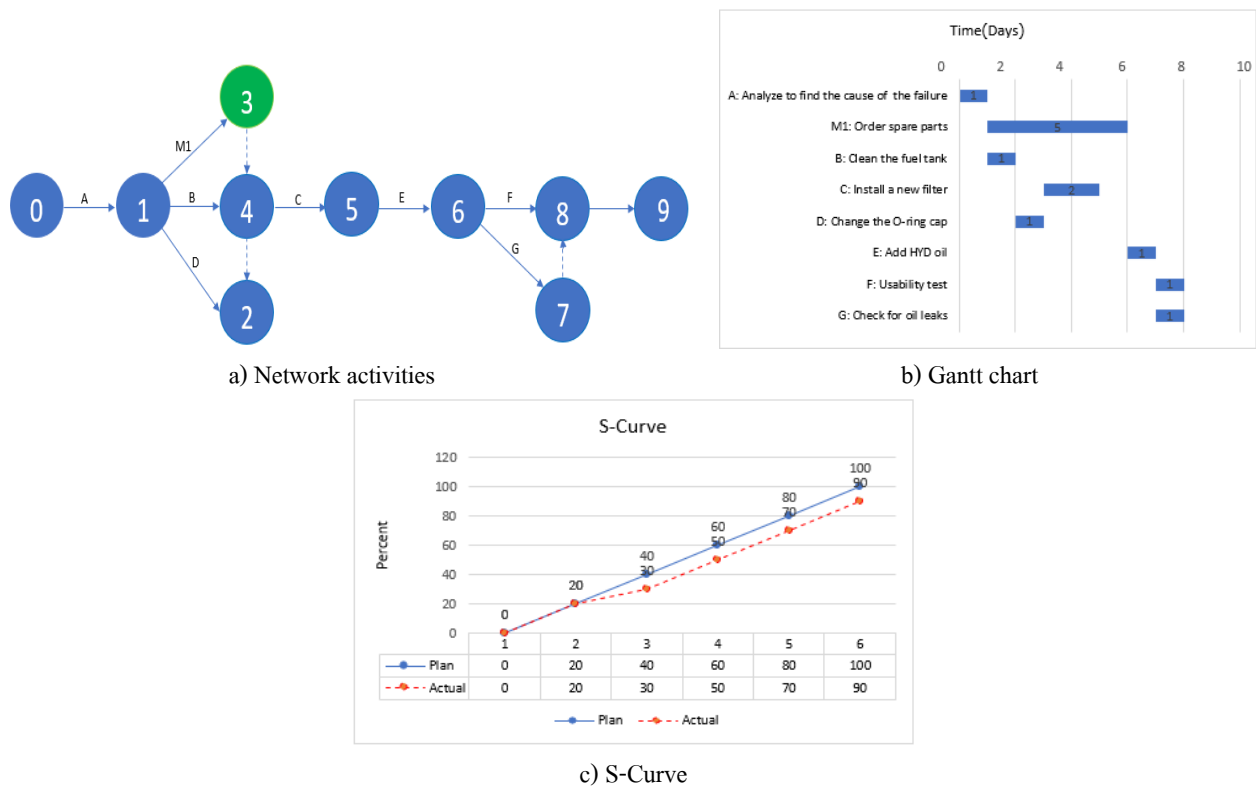 3
M1
0
A
1
B
4
C
5
E
6
F
8
9
D
G
2
7
a) Network activities
Time(Days)
0 2 4 6 8 10
A: Analyze to find the cause of the failure 1
M1: Order spare parts 5
B: Clean the fuel tank 1
C: Install a new filter 2
D: Change the O-ring cap 1
E: Add HYD oil 1
F: Usability test 1
G: Check for oil leaks 1
b) Gantt chart
S-Curve
Percent
120
100
80
60
40
20
0
0
20
40
30
60
50
80
70
100
90
1 2 3 4 5 6
Plan 0 20 40 60 80 100
Actual 0 20 30 50 70 90
Plan Actual
c) S-Curve